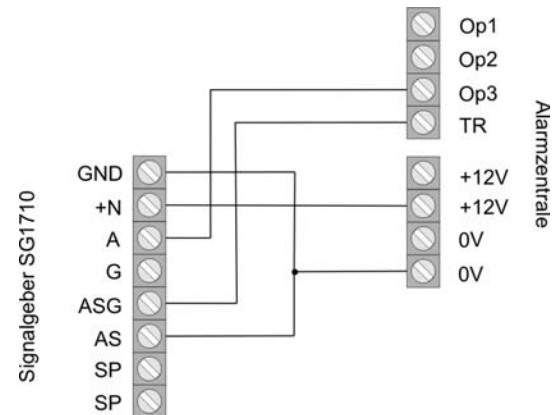 Signalgeber SG1710
GND
+N
A
G
ASG
AS
SP
SP
Op1
Op2
Op3
TR
+12V
+12V
0V
0V
Alarmzentrale